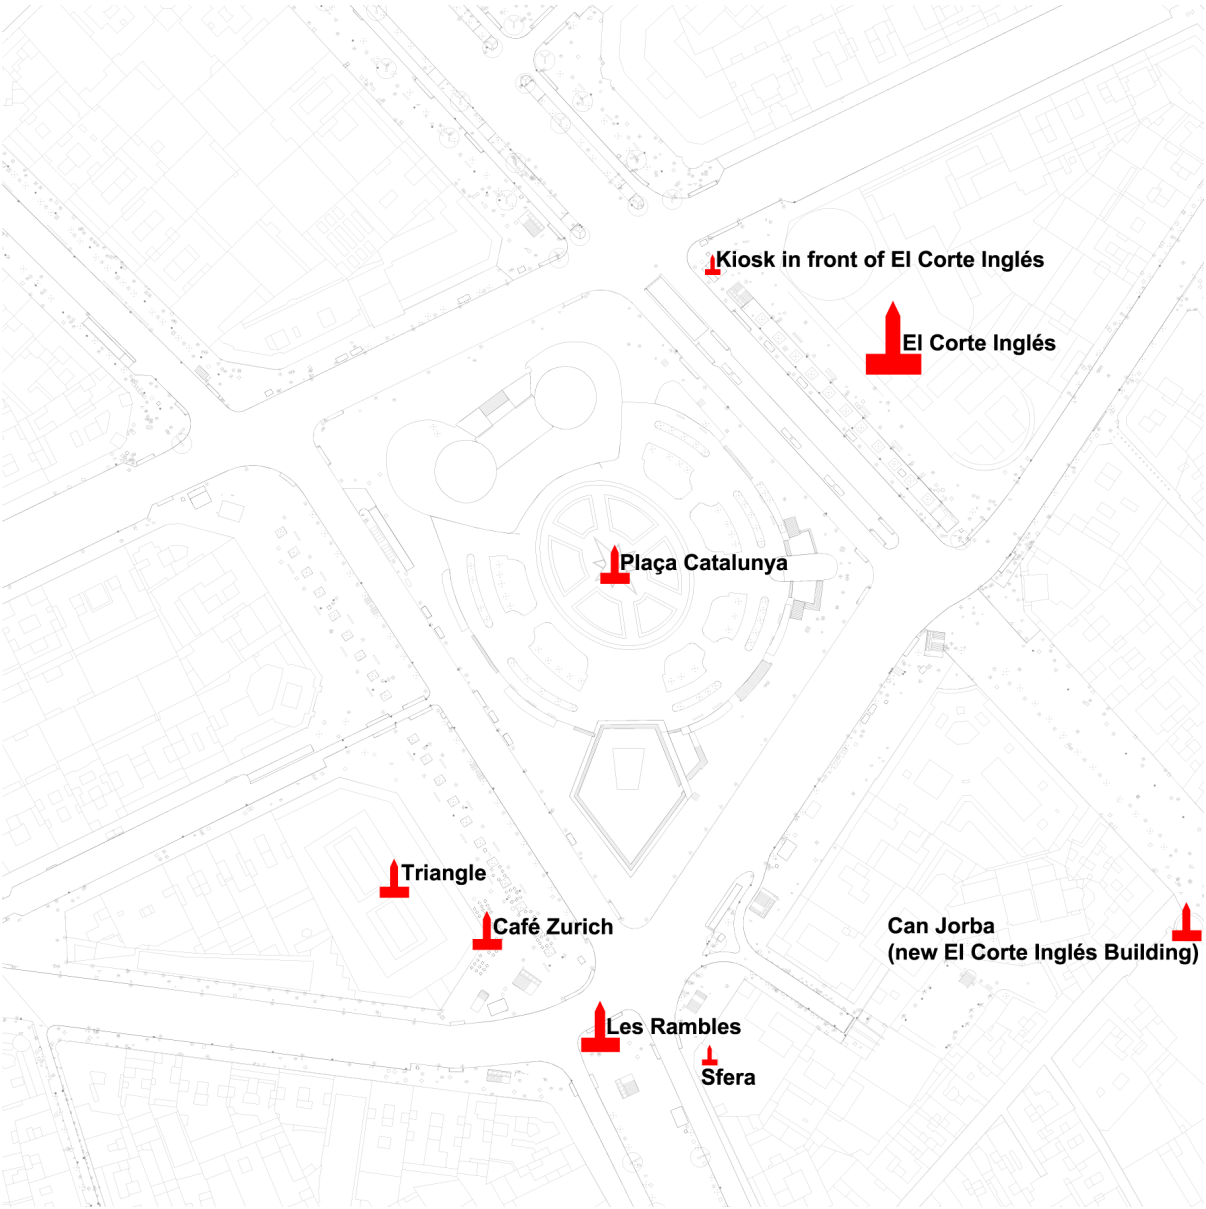 Kiosk in front of El Corte Inglés
El Corte Inglés
Plaça Catalunya
Triangle
Café Zurich
Can Jorba
(new El Corte Inglés Building)
Les Rambles
Sfera